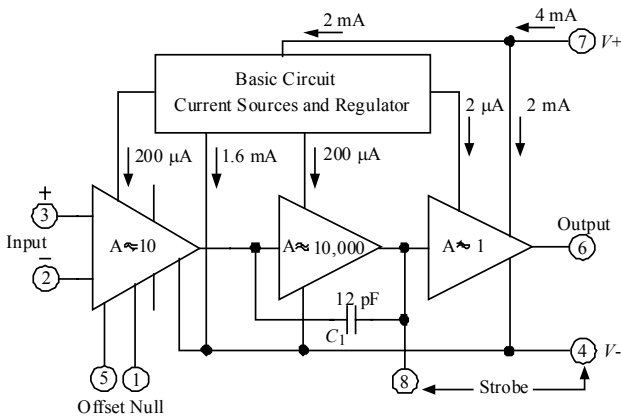 2 mA
4 mA
7 V+
Basic Circuit
Current Sources and Regulator
200 μA
1.6 mA
200 μA
2 μA
2 mA
+
3
Input
−
2
A≈10
A≈10,000
A≈1
Output
6
12 pF
C1
4 V-
5
1
8
Strobe
Offset Null